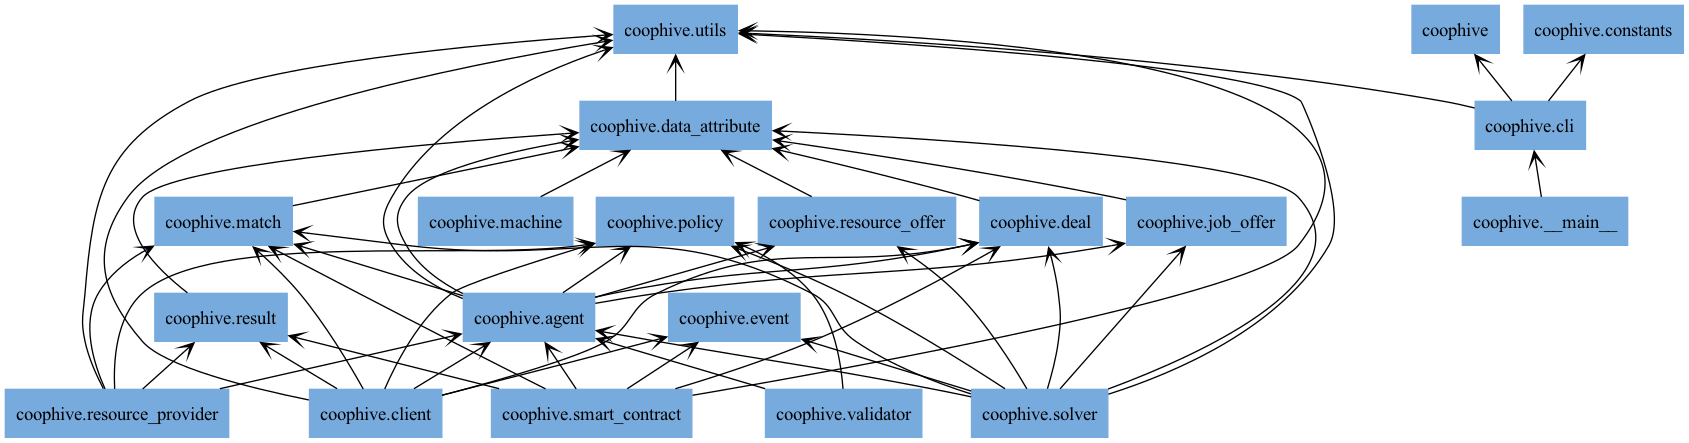 coophive.utils
coophive
coophive.constants
coophive.data_attribute
coophive.cli
coophive.match
coophive.machine
coophive.policy
coophive.resource_offer
coophive.deal
coophive.job_offer
coophive.__main__
coophive.result
coophive.agent
coophive.event
coophive.resource_provider
coophive.client
coophive.smart_contract
coophive.validator
coophive.solver